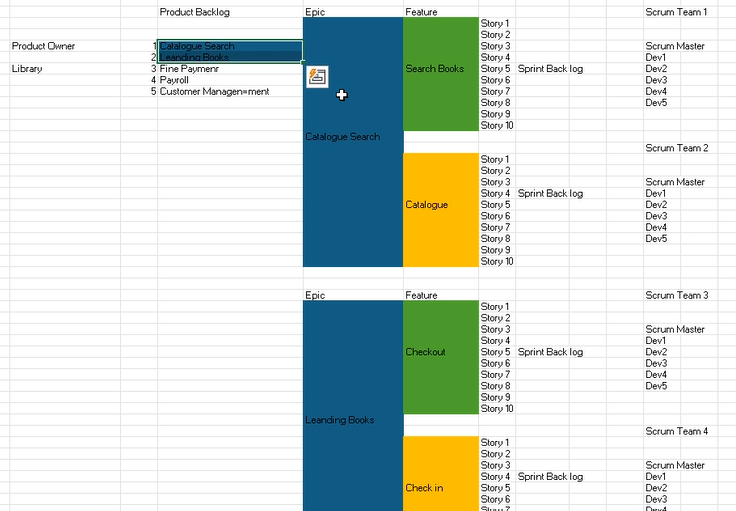 Product Backlog Epic Feature Scrum Team 1
Story 1
Story 2
Product Owner 1 Catalogue Search Story 3 Scrum Master
2 Leanding Books Story 4 Dev1
Library 3 Fine Paymenr Search Books Story 5 Sprint Back log Dev2
4 Payroll Story 6 Dev3
5 Customer Managen=ment Story 7 Dev4
Story 8 Dev5
Story 9
Story 10
Catalogue Search
Scrum Team 2
Story 1
Story 2
Story 3 Scrum Master
Story 4 Sprint Back log Dev1
Catalogue Story 5 Dev2
Story 6 Dev3
Story 7 Dev4
Story 8 Dev5
Story 9
Story 10
Epic Feature Scrum Team 3
Story 1
Story 2
Story 3 Scrum Master
Story 4 Dev1
Checkout Story 5 Sprint Back log Dev2
Story 6 Dev3
Story 7 Dev4
Story 8 Dev5
Story 9
Story 10
Leanding Books
Scrum Team 4
Story 1
Story 2
Story 3 Scrum Master
Story 4 Sprint Back log Dev1
Check in Story 5 Dev2
Story 6 Dev3
Story 7 Dev4